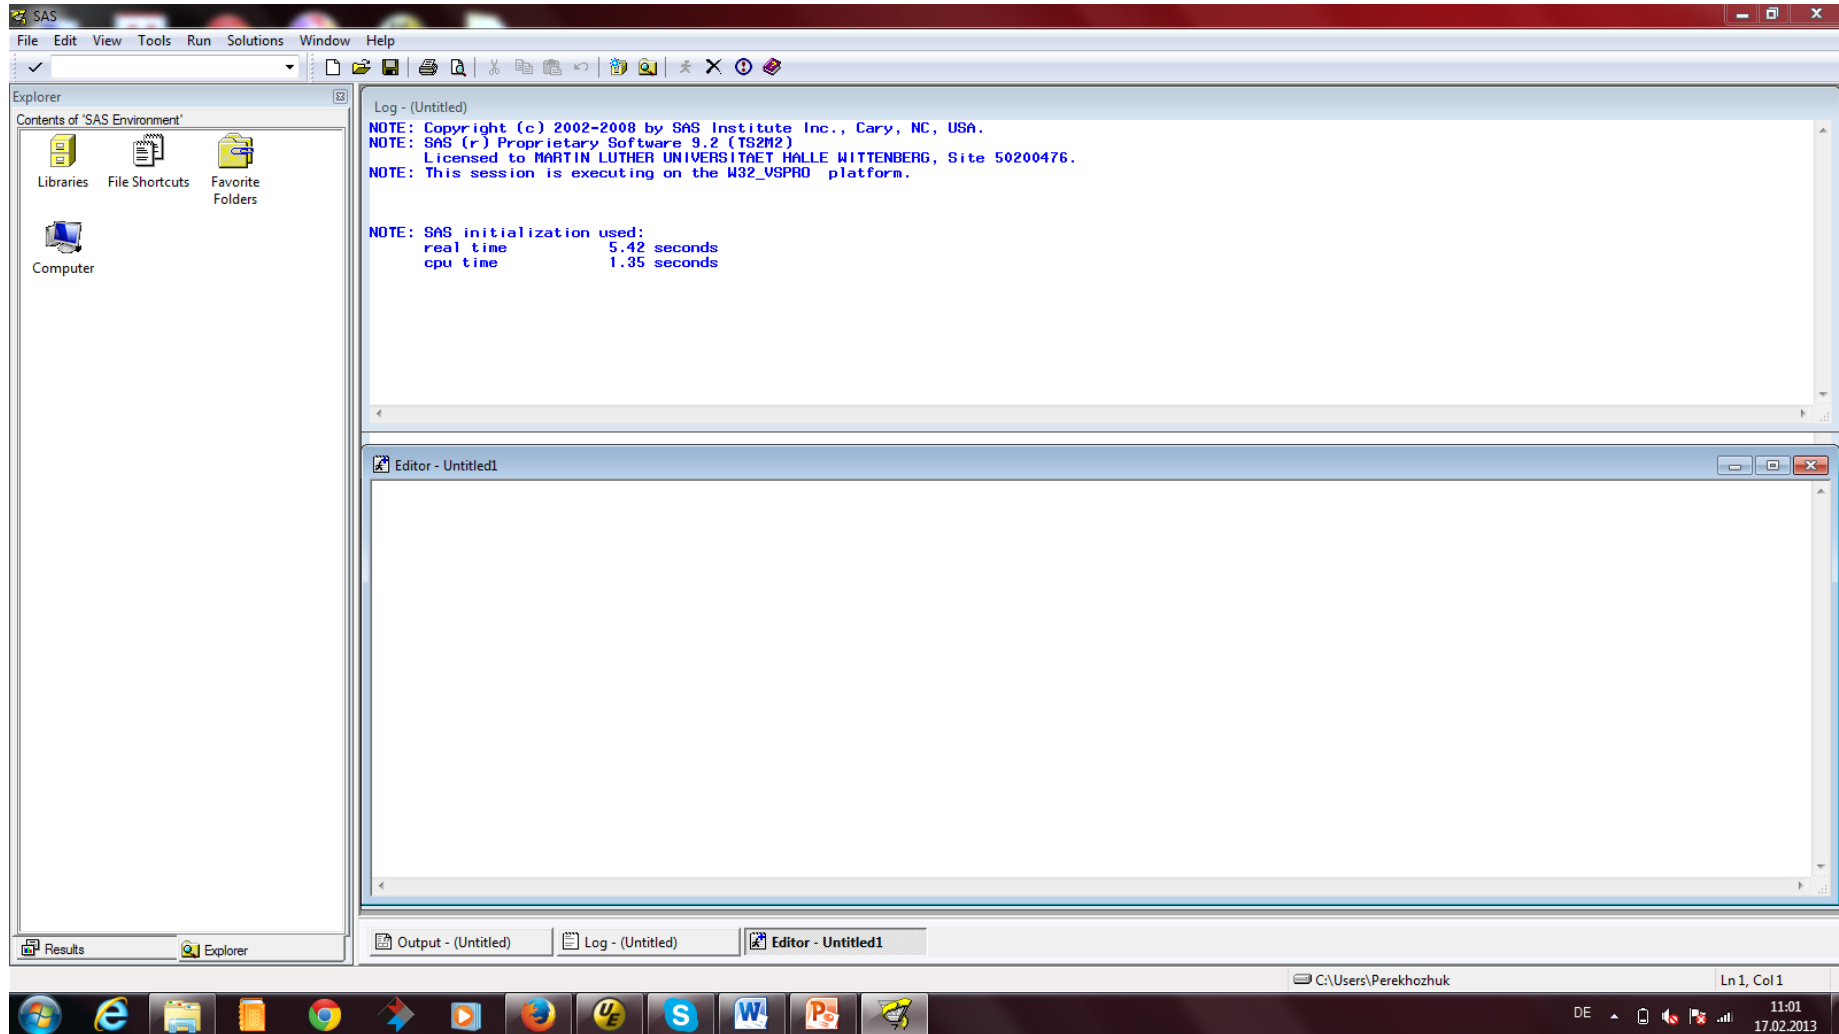 SAS
File Edit View Tools Run Solutions Window Help
Explorer
Contents of 'SAS Environment'
Libraries
File Shortcuts
Favorite
Folders
Computer
Results
Explorer
Log - (Untitled)
NOTE: Copyright (c) 2002-2008 by SAS Institute Inc., Cary, NC, USA.
NOTE: SAS (r) Proprietary Software 9.2 (TS2M2)
Licensed to MARTIN LUTHER UNIVERSITAET HALLE WITTENBERG, Site 50200476.
NOTE: This session is executing on the W32_VSPRO platform.
NOTE: SAS initialization used:
real time 5.42 seconds
cpu time 1.35 seconds
Editor - Untitled1
Output - (Untitled)
Log - (Untitled)
Editor - Untitled1
C:\Users\Perekhozhuk
Ln 1, Col 1
DE
11:01
17.02.2013